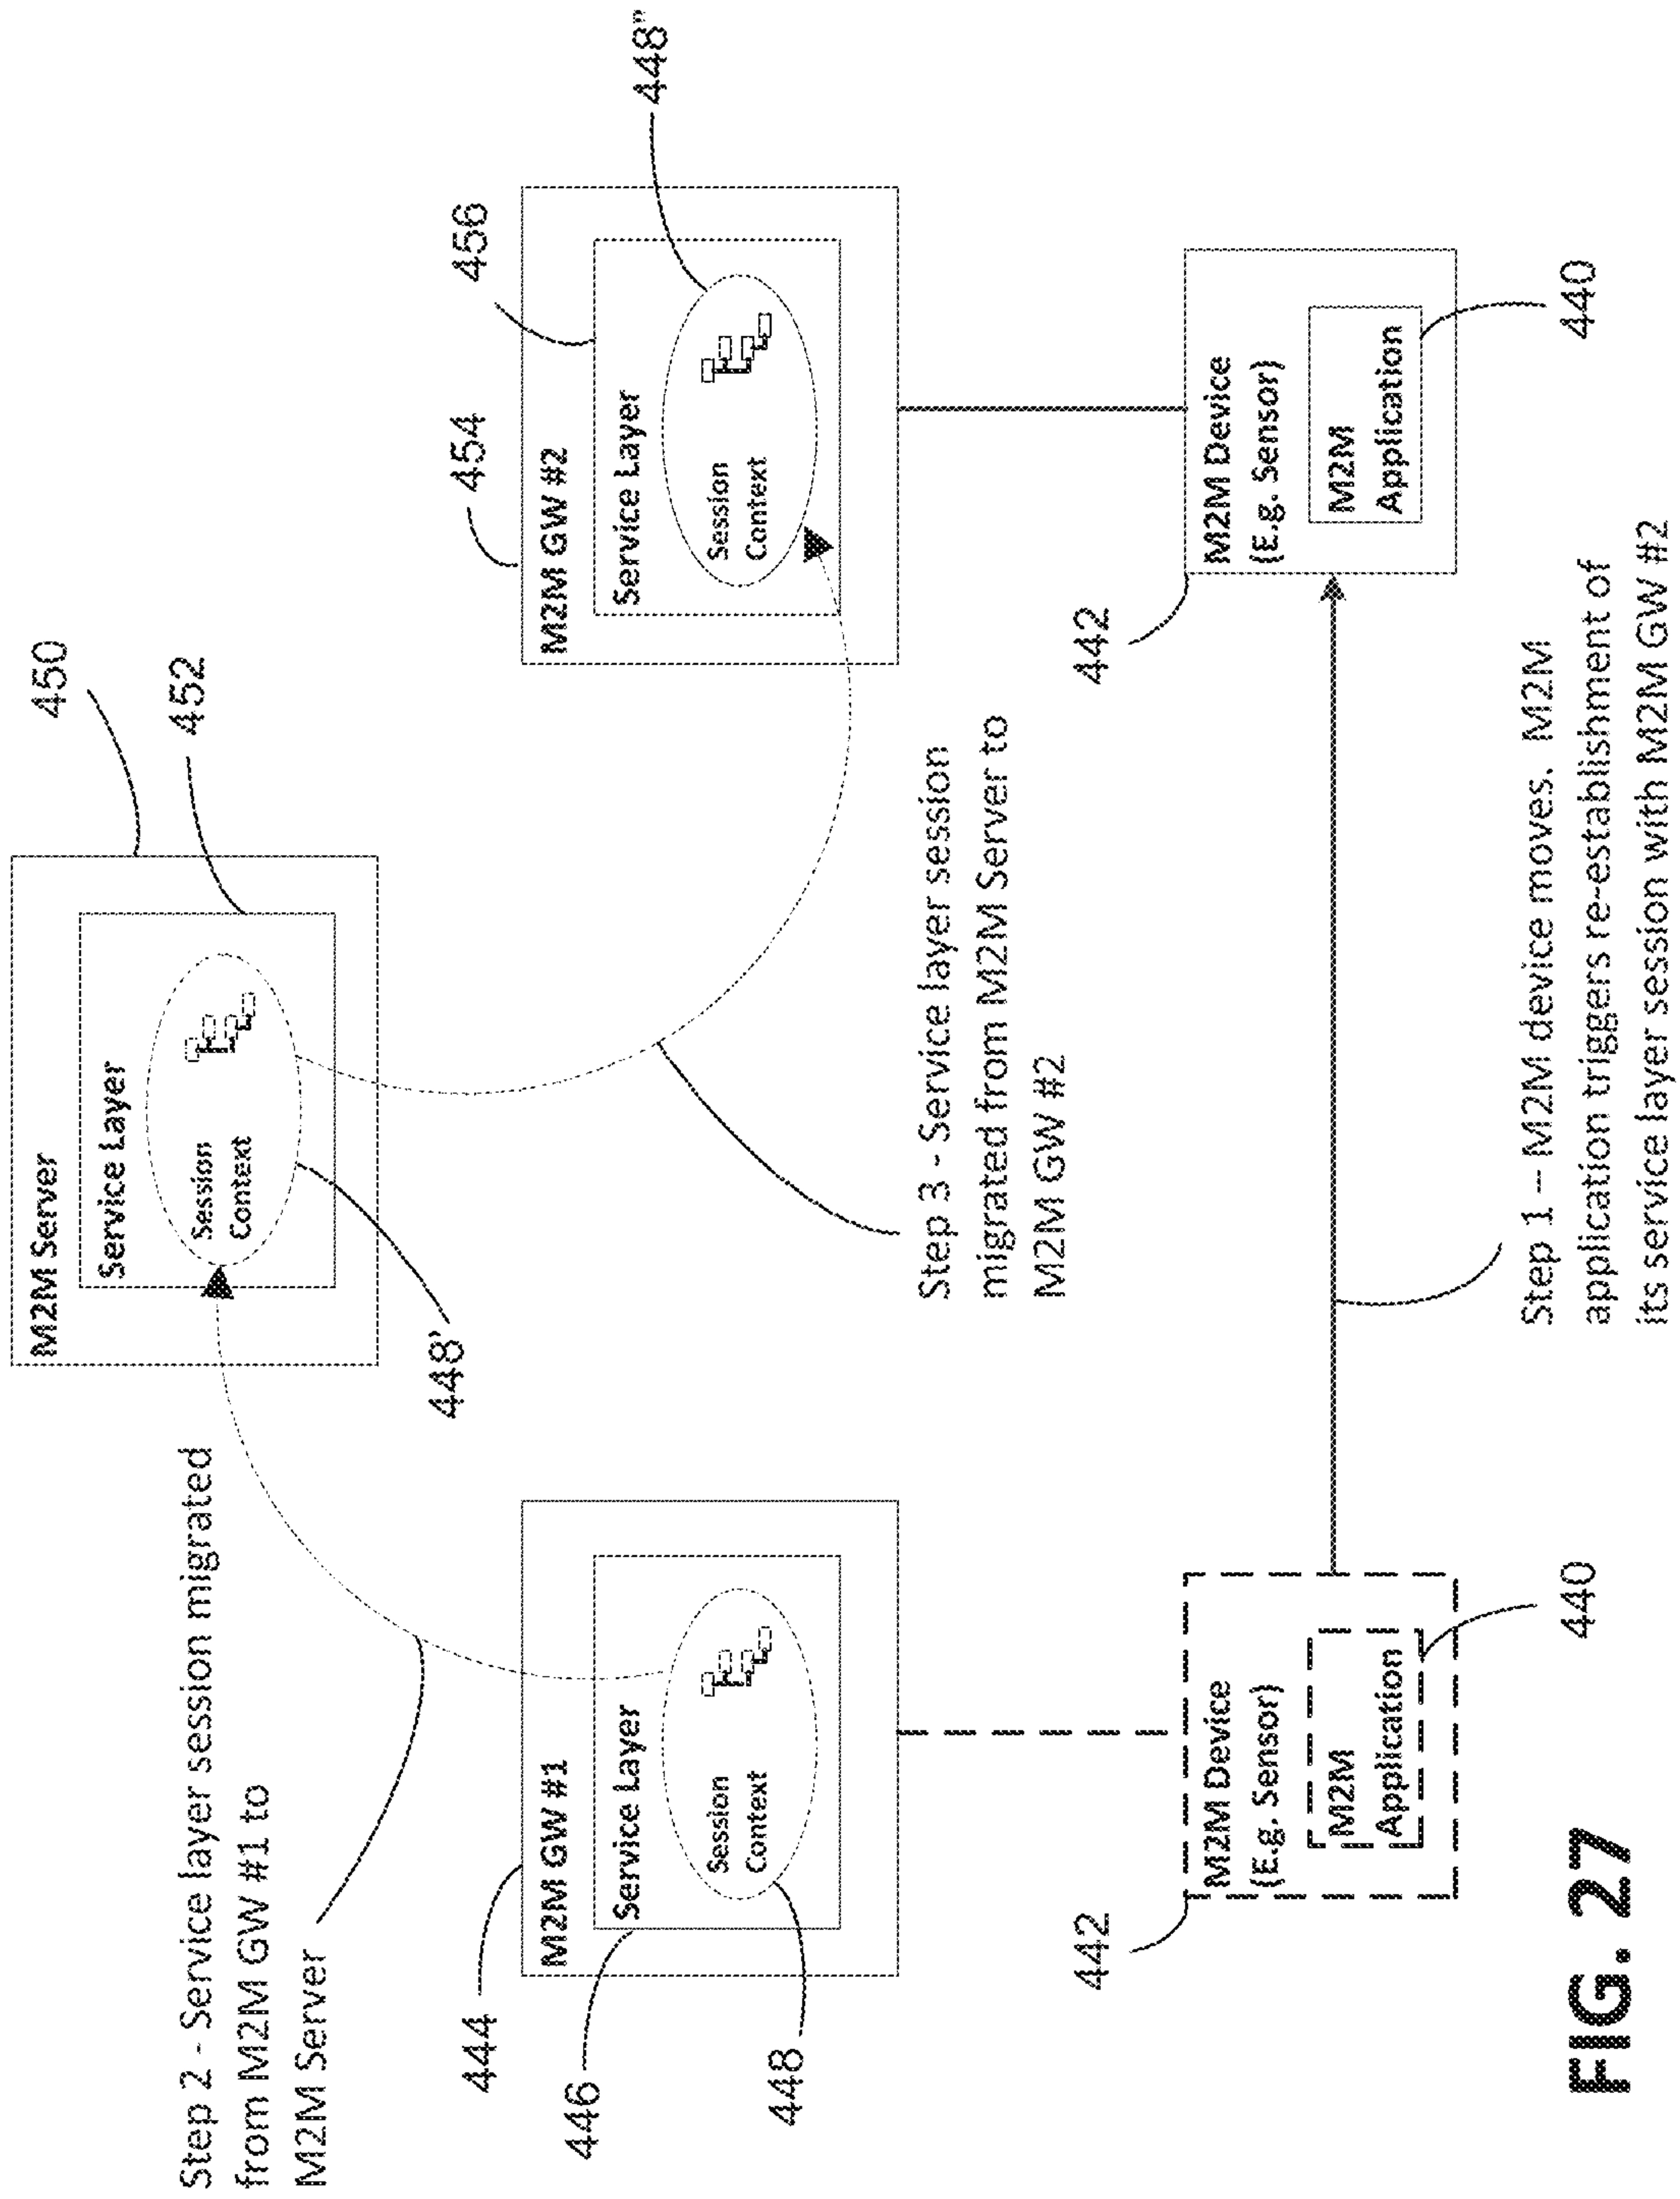 Step 2 - Service layer session migrated
from M2M GW #1 to
M2M Server
M2M Server
Service Layer
Session
Context
450
452
448'
444
446
448
M2M GW #1
Service Layer
Session
Context
454
456
448"
M2M GW #2
Service Layer
Session
Context
Step 3 - Service layer session
migrated from M2M Server to
M2M GW #2
442
M2M Device
(E.g. Sensor)
M2M
Application
440
442
M2M Device
(E.g. Sensor)
M2M
Application
440
Step 1 – M2M device moves. M2M
application triggers re-establishment of
its service layer session with M2M GW #2
FIG. 27